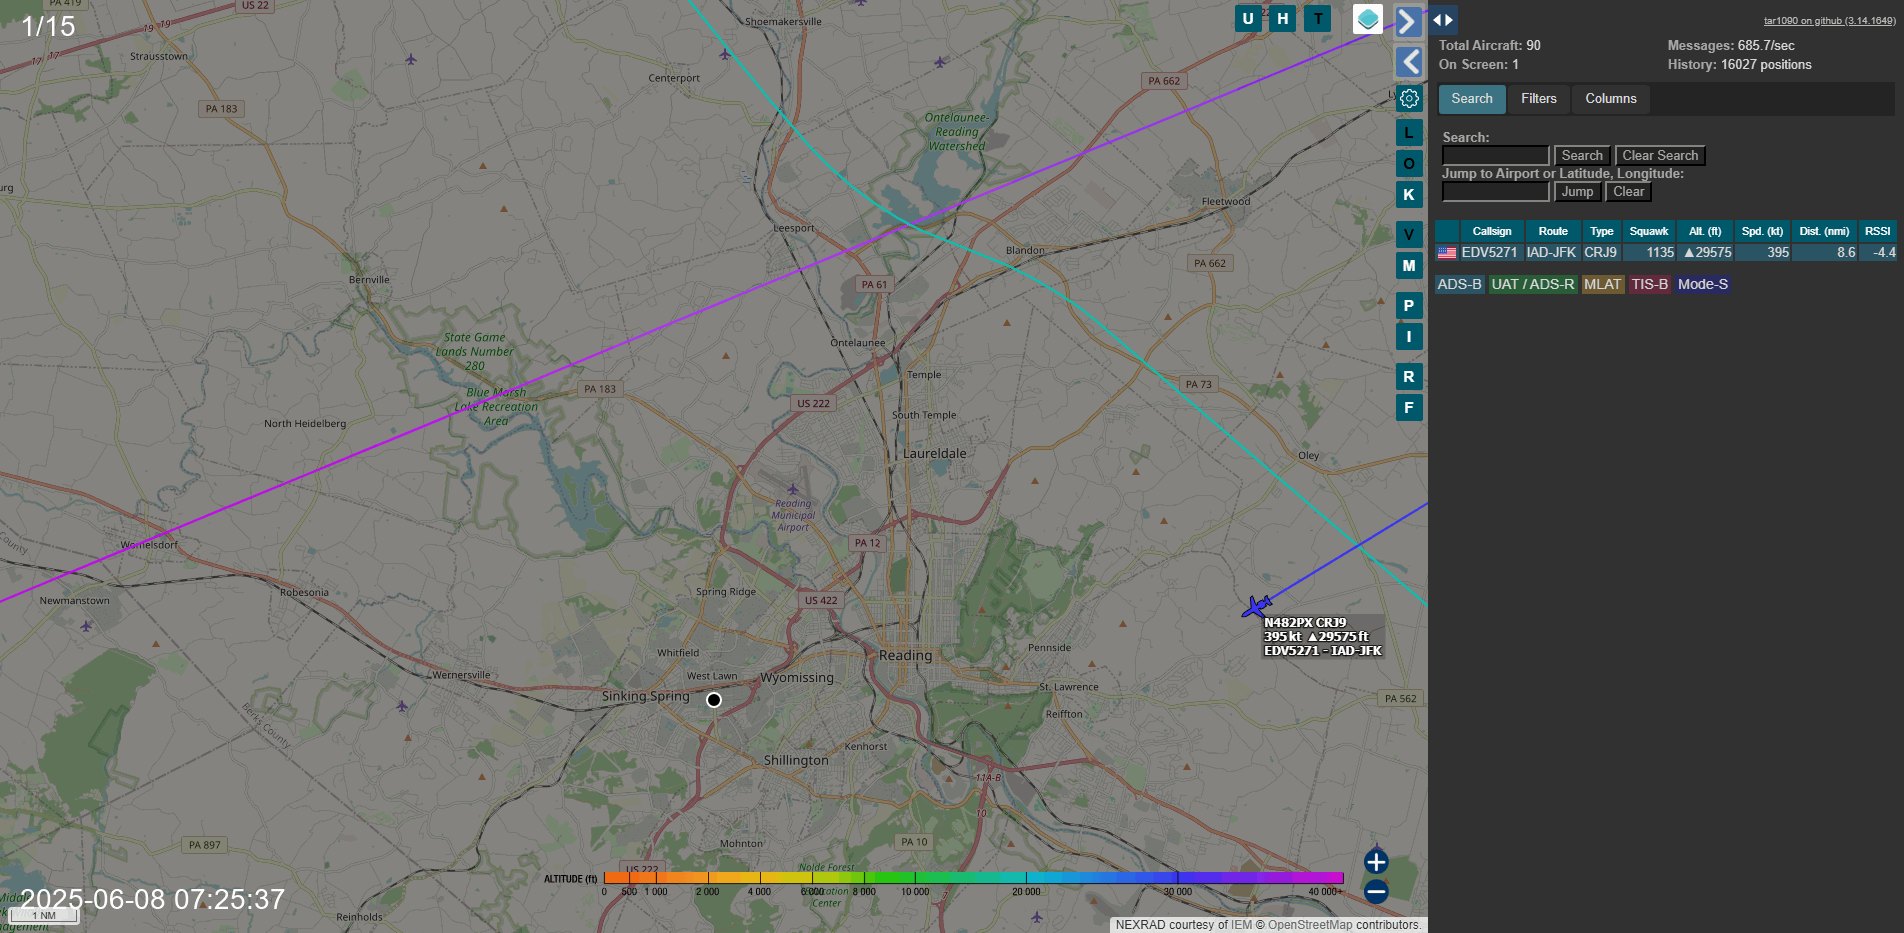 1/15
PA 419
US 22
19
19
17
17
Strausstown
Shoemakersville
Centerport
PA 183
PA 662
Ontelaunee-
Reading
Watershed
Fleetwood
Leesport
Blandon
PA 662
Bernville
PA 61
State Game
Lands Number
280
Ontelaunee
Temple
PA 183
Blue Marsh
Lake Recreation
Area
PA 73
US 222
South Temple
North Heidelberg
Laureldale
Oley
Reading
Municipal
Airport
Womelsdorf
PA 12
County
Robesonia
Spring Ridge
US 422
Newmanstown
N482PX CRJ9
395 kt ▲29575 ft
EDV5271 - IAD-JFK
Whitfield
Reading
Pennside
Wernersville
West Lawn
Wyomissing
Sinking Spring
St. Lawrence
PA 562
Reiffton
Berks County
Kenhorst
Shillington
11A-B
10
PA 897
Mohnton
PA 10
US 222
Nolde Forest
Center
ALTITUDE (ft)
0 500 1 000 2 000 4 000 6 000 8 000 10 000 20 000 30 000 40 000+
2025-06-08 07:25:37
1 NM
Reinholds
NEXRAD courtesy of IEM © OpenStreetMap contributors.
U H T
L
O
K
V
M
P
I
R
F
tar1090 on github (3.14.1649)
Total Aircraft: 90 Messages: 685.7/sec
On Screen: 1 History: 16027 positions
Search Filters Columns
Search:
Search Clear Search
Jump to Airport or Latitude, Longitude:
Jump Clear
Callsign Route Type Squawk Alt. (ft) Spd. (kt) Dist. (nmi) RSSI
EDV5271 IAD-JFK CRJ9 1135 ▲29575 395 8.6 -4.4
ADS-B UAT / ADS-R MLAT TIS-B Mode-S